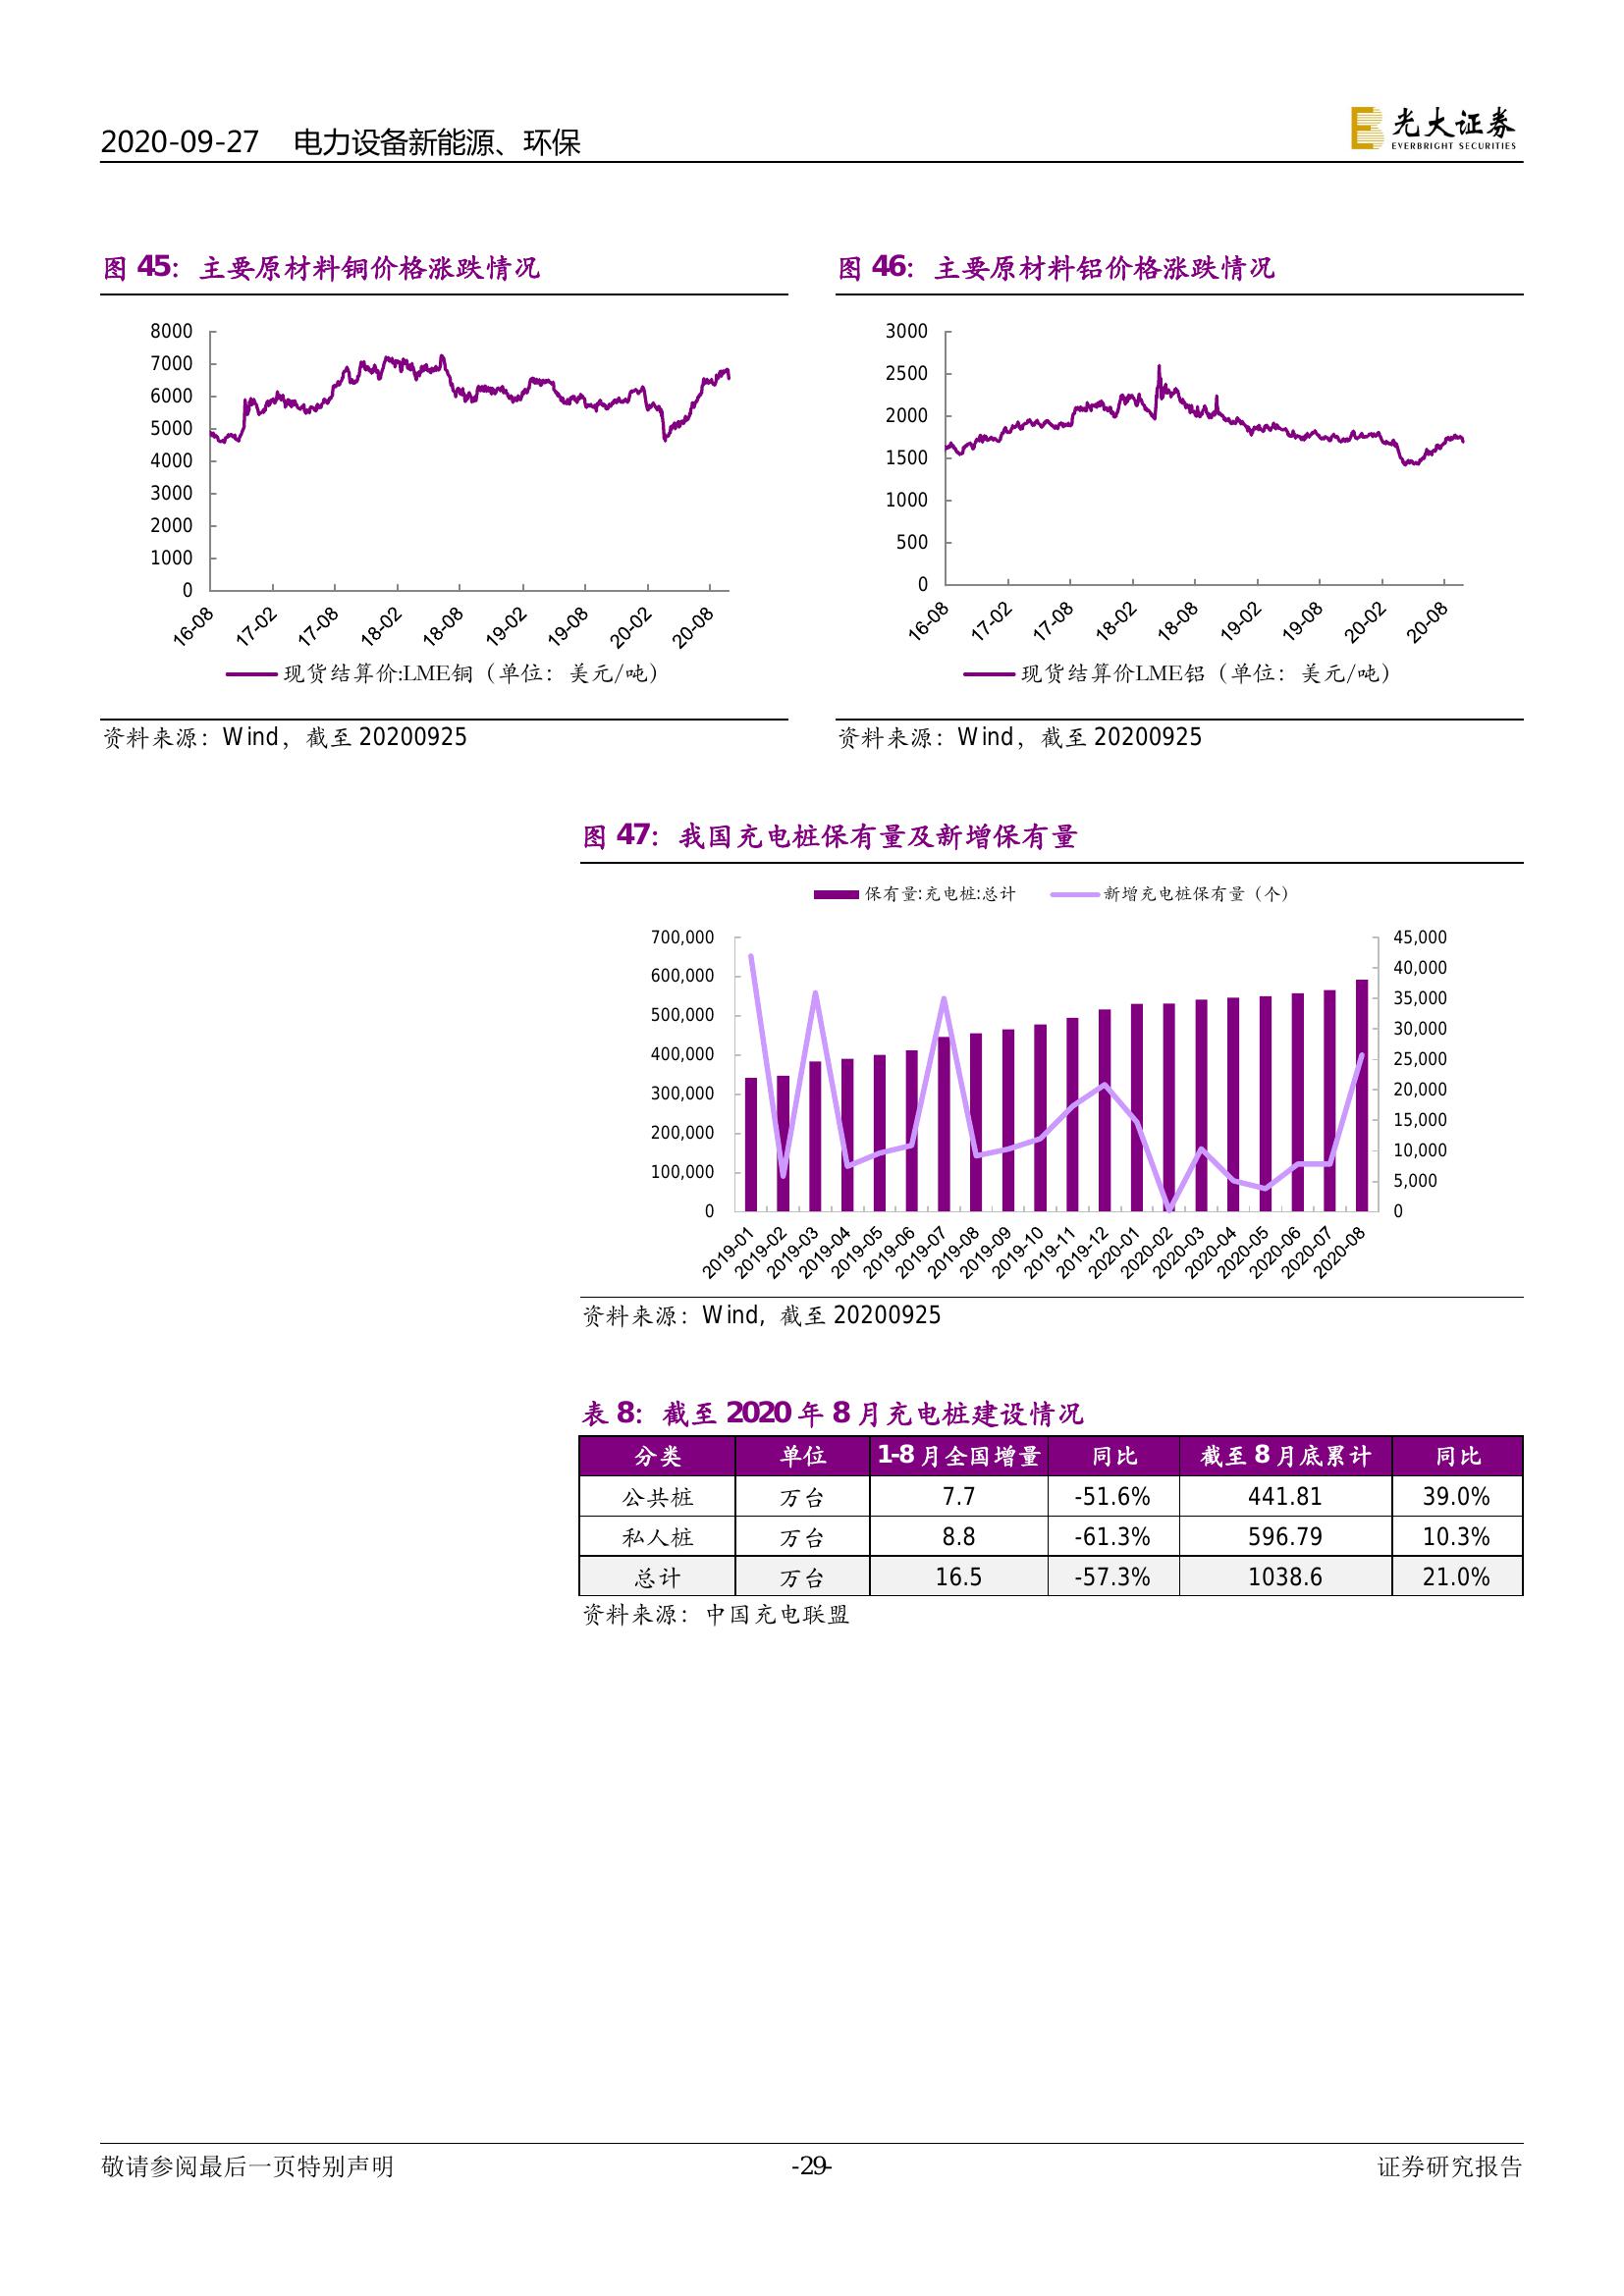 2020-09-27 电力设备新能源、环保
光大证券
EVERBRIGHT SECURITIES
图 45：主要原材料铜价格涨跌情况
8000
7000
6000
5000
4000
3000
2000
1000
0
16-08 17-02 17-08 18-02 18-08 19-02 19-08 20-02 20-08
现货结算价:LME铜（单位：美元/吨）
资料来源：Wind，截至 20200925
图 46：主要原材料铝价格涨跌情况
3000
2500
2000
1500
1000
500
0
16-08 17-02 17-08 18-02 18-08 19-02 19-08 20-02 20-08
现货结算价LME铝（单位：美元/吨）
资料来源：Wind，截至 20200925
图 47：我国充电桩保有量及新增保有量
保有量:充电桩:总计 新增充电桩保有量（个）
700,000
600,000
500,000
400,000
300,000
200,000
100,000
0
45,000
40,000
35,000
30,000
25,000
20,000
15,000
10,000
5,000
0
2019-01 2019-02 2019-03 2019-04 2019-05 2019-06 2019-07 2019-08 2019-09 2019-10 2019-11 2019-12 2020-01 2020-02 2020-03 2020-04 2020-05 2020-06 2020-07 2020-08
资料来源：Wind, 截至 20200925
表 8：截至 2020 年 8 月充电桩建设情况
分类 单位 1-8 月全国增量 同比 截至 8 月底累计 同比
公共桩 万台 7.7 -51.6% 441.81 39.0%
私人桩 万台 8.8 -61.3% 596.79 10.3%
总计 万台 16.5 -57.3% 1038.6 21.0%
资料来源：中国充电联盟
敬请参阅最后一页特别声明 -29- 证券研究报告